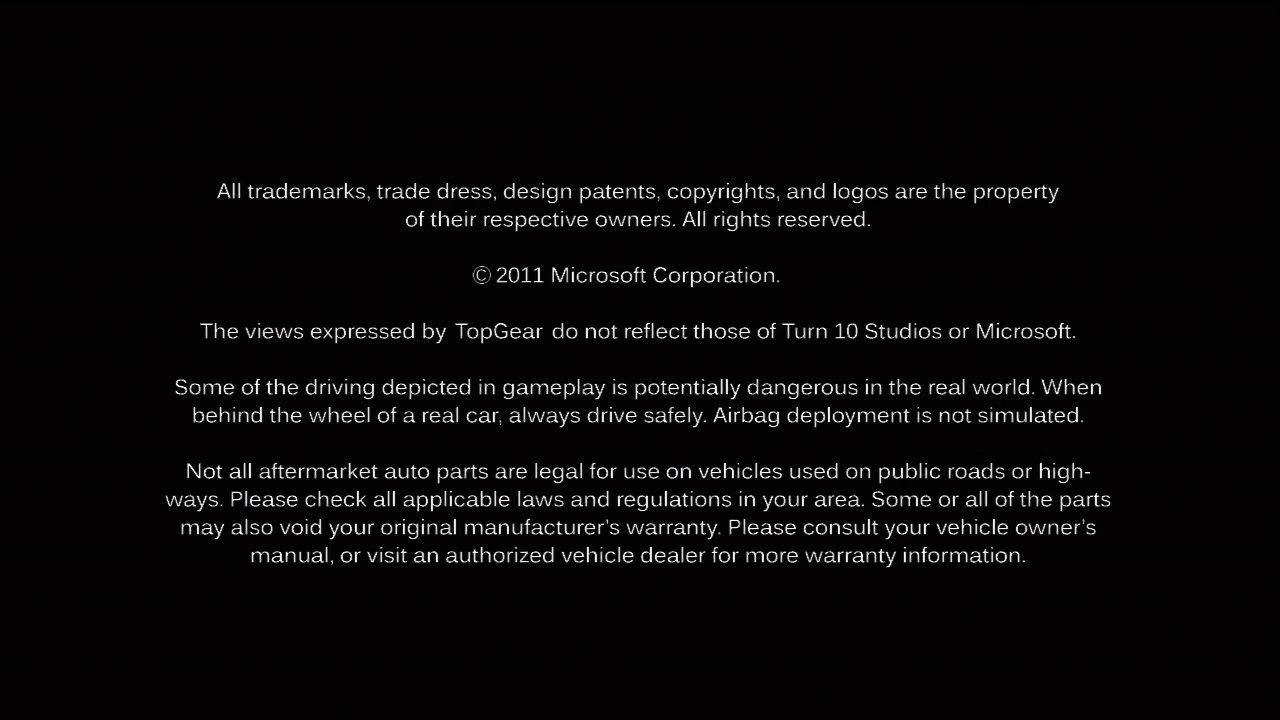 All trademarks, trade dress, design patents, copyrights, and logos are the property
of their respective owners. All rights reserved.
© 2011 Microsoft Corporation.
The views expressed by TopGear do not reflect those of Turn 10 Studios or Microsoft.
Some of the driving depicted in gameplay is potentially dangerous in the real world. When
behind the wheel of a real car, always drive safely. Airbag deployment is not simulated.
Not all aftermarket auto parts are legal for use on vehicles used on public roads or high-
ways. Please check all applicable laws and regulations in your area. Some or all of the parts
may also void your original manufacturer's warranty. Please consult your vehicle owner's
manual, or visit an authorized vehicle dealer for more warranty information.